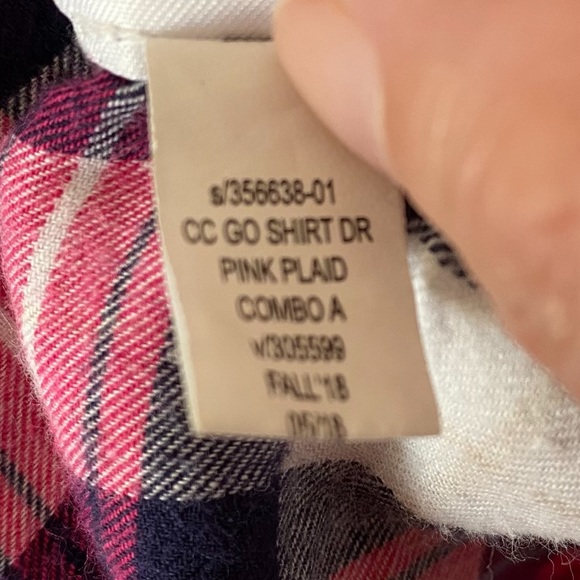 s/356638-01
CC GO SHIRT DR
PINK PLAID
COMBO A
v/305599
FALL'18
05/18